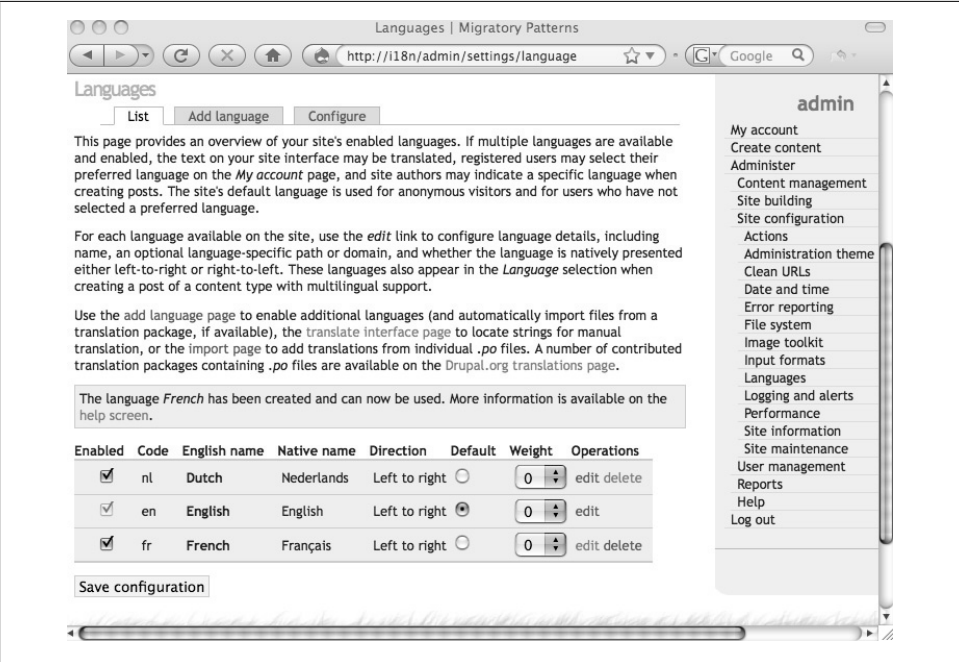 Languages | Migratory Patterns
http://i18n/admin/settings/language
G
Google
Languages
List
Add language
Configure
This page provides an overview of your site's enabled languages. If multiple languages are available
and enabled, the text on your site interface may be translated, registered users may select their
preferred language on the My account page, and site authors may indicate a specific language when
creating posts. The site's default language is used for anonymous visitors and for users who have not
selected a preferred language.
For each language available on the site, use the edit link to configure language details, including
name, an optional language-specific path or domain, and whether the language is natively presented
either left-to-right or right-to-left. These languages also appear in the Language selection when
creating a post of a content type with multilingual support.
Use the add language page to enable additional languages (and automatically import files from a
translation package, if available), the translate interface page to locate strings for manual
translation, or the import page to add translations from individual .po files. A number of contributed
translation packages containing .po files are available on the Drupal.org translations page.
The language French has been created and can now be used. More information is available on the
help screen.
Enabled Code English name Native name Direction Default Weight Operations
nl Dutch Nederlands Left to right 0 edit delete
en English English Left to right 0 edit
fr French Français Left to right 0 edit delete
Save configuration
admin
My account
Create content
Administer
Content management
Site building
Site configuration
Actions
Administration theme
Clean URLs
Date and time
Error reporting
File system
Image toolkit
Input formats
Languages
Logging and alerts
Performance
Site information
Site maintenance
User management
Reports
Help
Log out